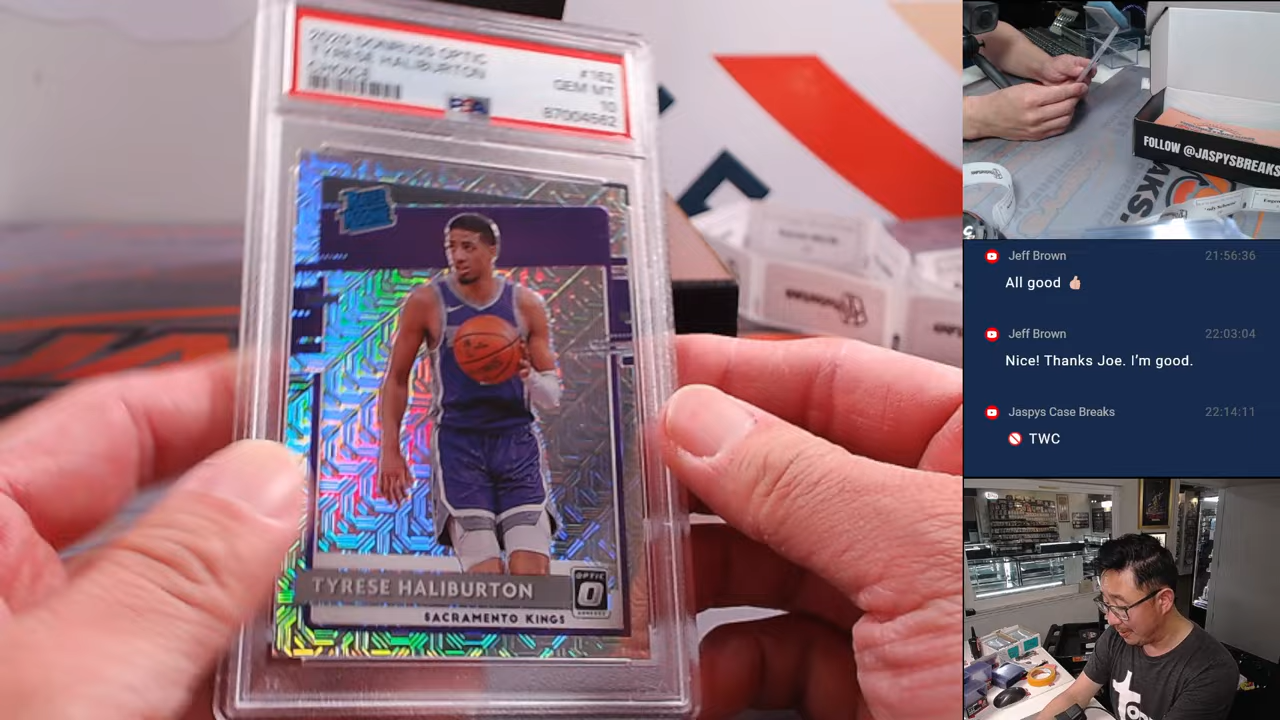 2020 DONRUSS OPTIC
#162
TYRESE HALIBURTON
GEM MT
CHOICE
10
PSA
87004562
TYRESE HALIBURTON
OPTIC
SACRAMENTO KINGS
FOLLOW @JASPYSBREAKS
Jeff Brown 21:56:36
All good 👍🏼
Jeff Brown 22:03:04
Nice! Thanks Joe. I'm good.
Jaspys Case Breaks 22:14:11
🚫 TWC